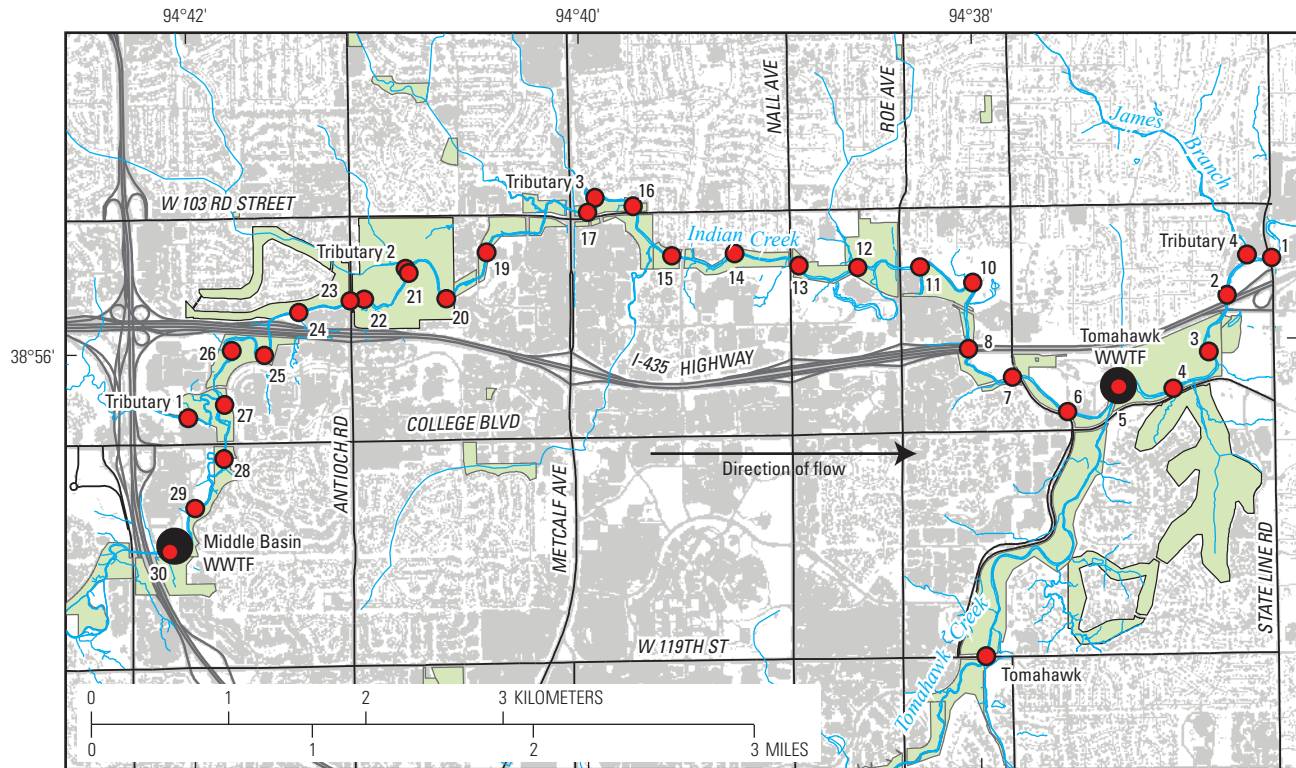 94°42'
94°40'
94°38'
James
Branch
NALL AVE
ROE AVE
Tributary 3
16
W 103 RD STREET
17
Indian Creek
Tributary 4
1
Tributary 2
19
15
14
13
12
11
10
2
23
22
21
20
24
38°56'
26
25
I-435 HIGHWAY
8
Tomahawk
WWTF
3
4
7
6
5
Tributary 1
27
COLLEGE BLVD
ANTIOCH RD
28
Direction of flow
29
METCALF AVE
STATE LINE RD
Middle Basin
WWTF
30
Tomahawk Creek
W 119TH ST
Tomahawk
0 1 2 3 KILOMETERS
0 1 2 3 MILES